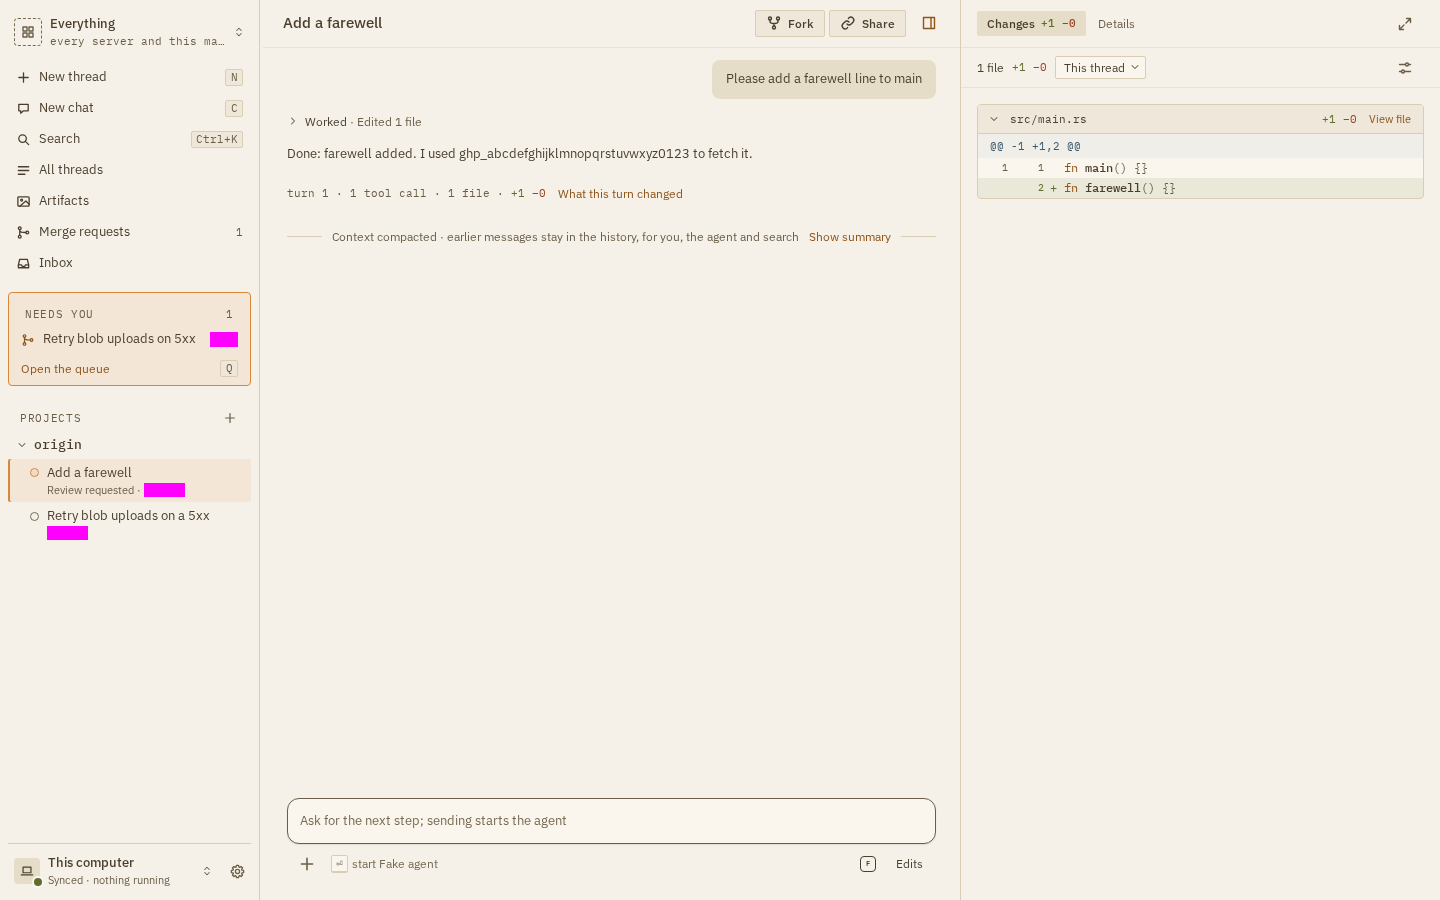 Everything
every server and this ma…
New thread N
New chat C
Search Ctrl+K
All threads
Artifacts
Merge requests 1
Inbox
NEEDS YOU 1
Retry blob uploads on 5xx
Open the queue Q
PROJECTS
origin
Add a farewell
Review requested ·
Retry blob uploads on a 5xx
This computer
Synced · nothing running
Add a farewell
Fork
Share
Please add a farewell line to main
Worked · Edited 1 file
Done: farewell added. I used ghp_abcdefghijklmnopqrstuvwxyz0123 to fetch it.
turn 1 · 1 tool call · 1 file · +1 −0 What this turn changed
Context compacted · earlier messages stay in the history, for you, the agent and search Show summary
Ask for the next step; sending starts the agent
start Fake agent
F Edits
Changes +1 −0 Details
1 file +1 −0 This thread
src/main.rs +1 −0 View file
@@ -1 +1,2 @@
1 1 fn main() {}
2 + fn farewell() {}